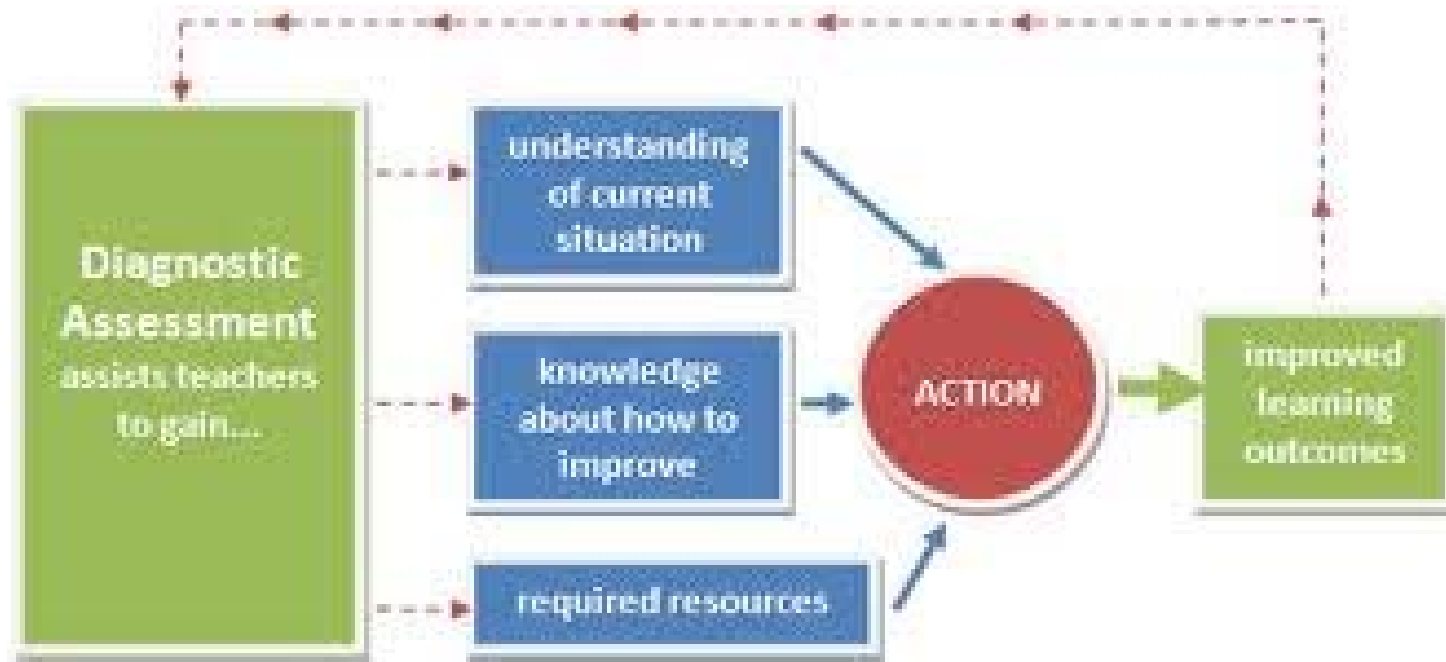 Diagnostic
Assessment
assists teachers
to gain...
understanding
of current
situation
knowledge
about how to
improve
required resources
ACTION
improved
learning
outcomes